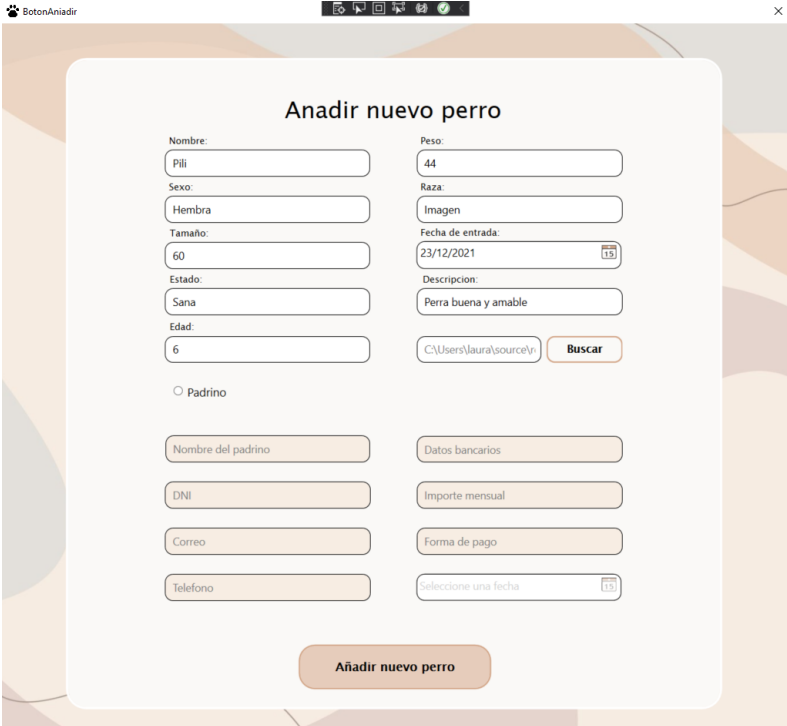 BotonAniadir
Anadir nuevo perro
Nombre: Peso:
Pili 44
Sexo: Raza:
Hembra Imagen
Tamaño: Fecha de entrada:
60 23/12/2021 15
Estado: Descripcion:
Sana Perra buena y amable
Edad:
6 C:\Users\laura\source\r Buscar
Padrino
Nombre del padrino Datos bancarios
DNI Importe mensual
Correo Forma de pago
Telefono Seleccione una fecha 15
Añadir nuevo perro